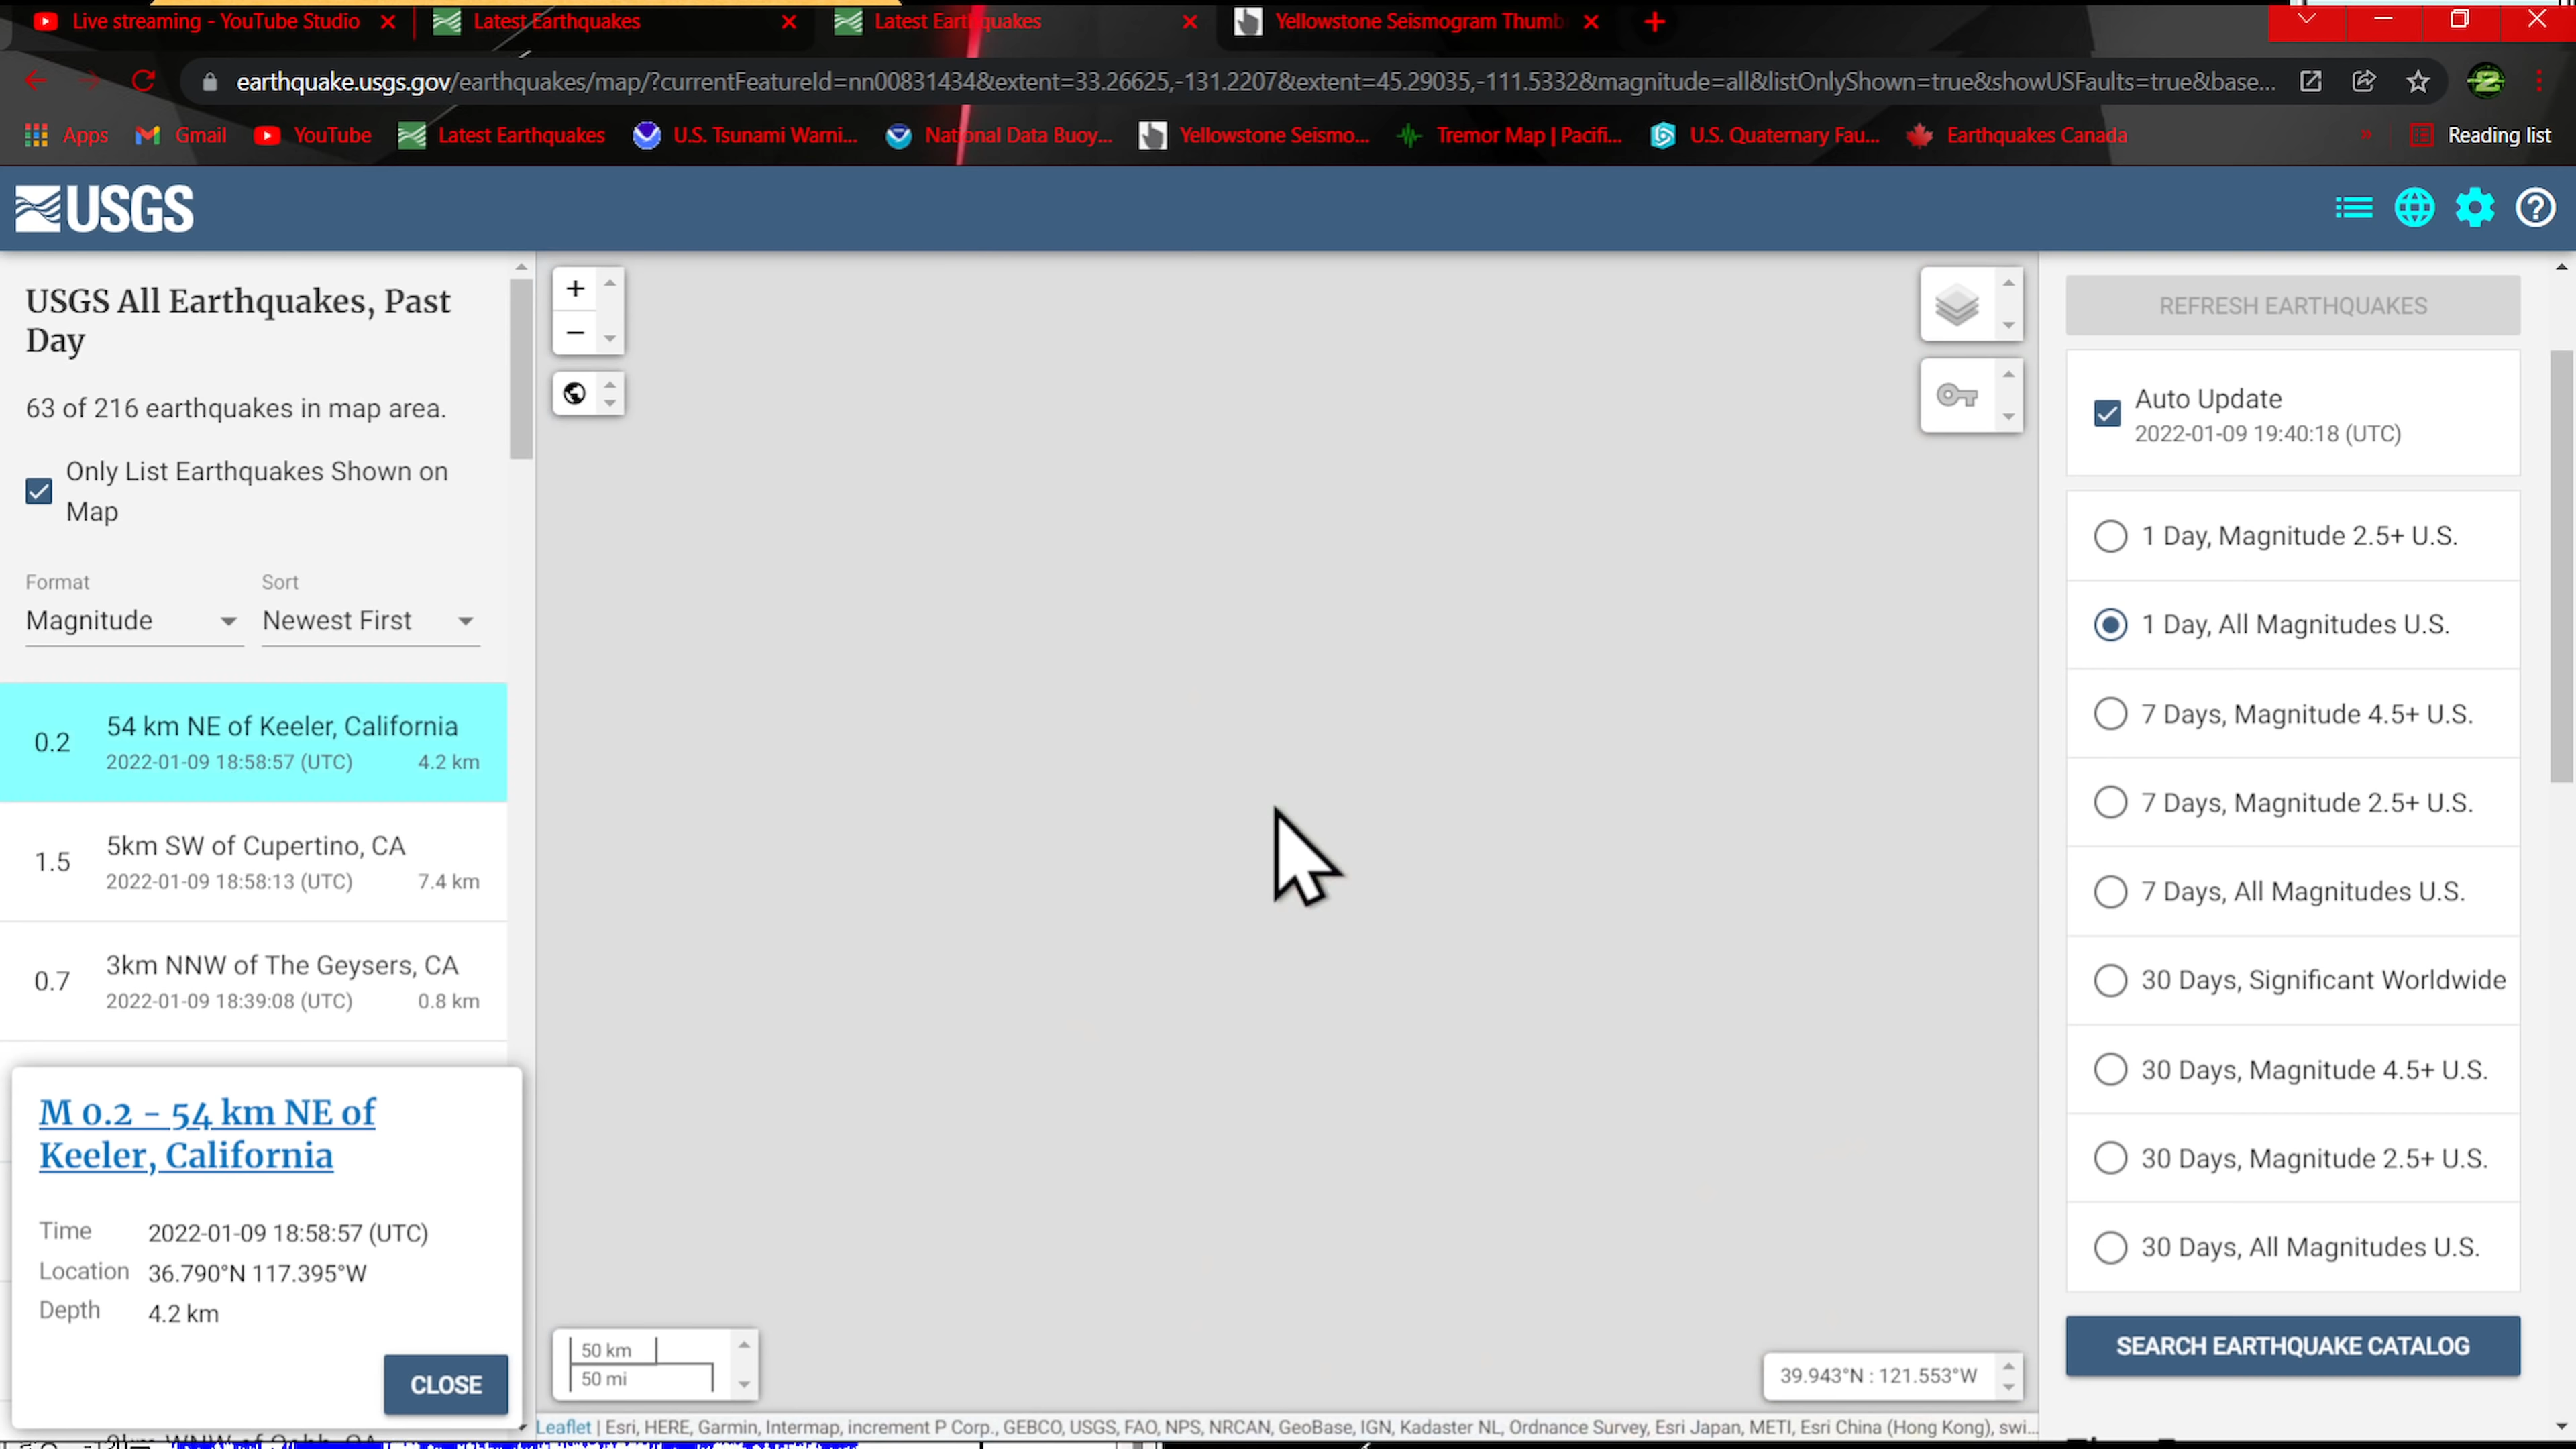 Live streaming - YouTube Studio
Latest Earthquakes
Latest Earthquakes
Yellowstone Seismogram Thumb
earthquake.usgs.gov/earthquakes/map/?currentFeatureId=nn00831434&extent=33.26625,-131.2207&extent=45.29035,-111.5332&magnitude=all&listOnlyShown=true&showUSFaults=true&base...
Apps
Gmail
YouTube
Latest Earthquakes
U.S. Tsunami Warni...
National Data Buoy...
Yellowstone Seismo...
Tremor Map | Pacifi...
U.S. Quaternary Fau...
Earthquakes Canada
»
Reading list
USGS
USGS All Earthquakes, Past
Day
63 of 216 earthquakes in map area.
Only List Earthquakes Shown on
Map
Format
Sort
Magnitude
Newest First
0.2
54 km NE of Keeler, California
2022-01-09 18:58:57 (UTC)
4.2 km
1.5
5km SW of Cupertino, CA
2022-01-09 18:58:13 (UTC)
7.4 km
0.7
3km NNW of The Geysers, CA
2022-01-09 18:39:08 (UTC)
0.8 km
M 0.2 - 54 km NE of
Keeler, California
Time
2022-01-09 18:58:57 (UTC)
Location
36.790°N 117.395°W
Depth
4.2 km
CLOSE
+
−
50 km
50 mi
39.943°N : 121.553°W
Leaflet | Esri, HERE, Garmin, Intermap, increment P Corp., GEBCO, USGS, FAO, NPS, NRCAN, GeoBase, IGN, Kadaster NL, Ordnance Survey, Esri Japan, METI, Esri China (Hong Kong), swi...
REFRESH EARTHQUAKES
Auto Update
2022-01-09 19:40:18 (UTC)
1 Day, Magnitude 2.5+ U.S.
1 Day, All Magnitudes U.S.
7 Days, Magnitude 4.5+ U.S.
7 Days, Magnitude 2.5+ U.S.
7 Days, All Magnitudes U.S.
30 Days, Significant Worldwide
30 Days, Magnitude 4.5+ U.S.
30 Days, Magnitude 2.5+ U.S.
30 Days, All Magnitudes U.S.
SEARCH EARTHQUAKE CATALOG